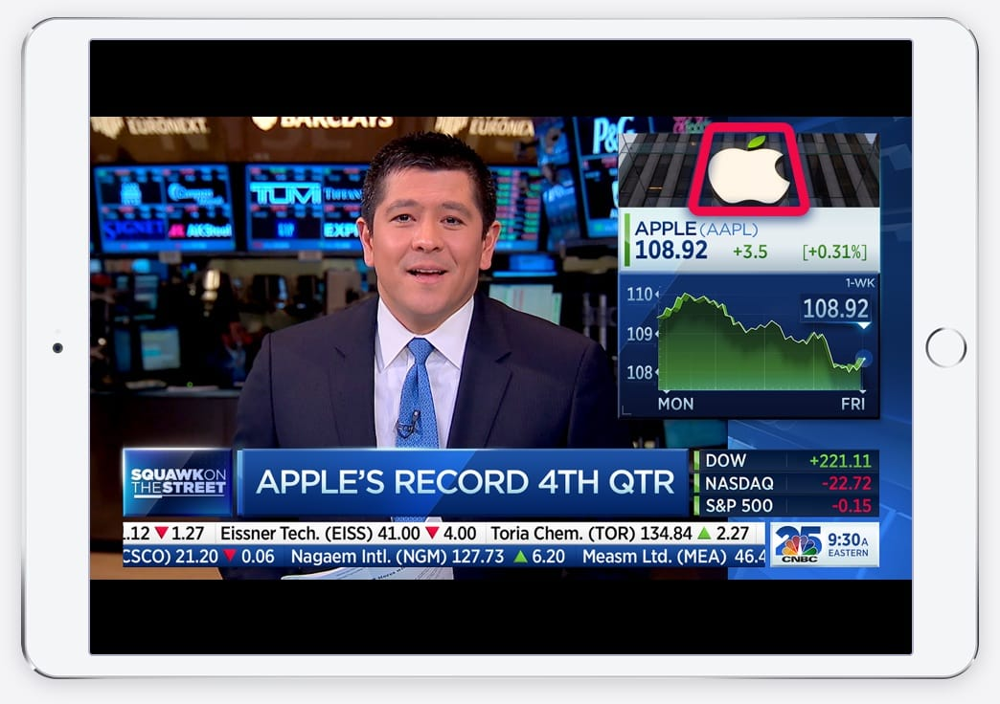 EURONEXT
BARCLAYS
EURONEX
P&G
TUMI
SIGNET
AK Steel
EXP
APPLE (AAPL)
108.92 +3.5 [+0.31%]
1-WK
110
108.92
109
108
MON FRI
SQUAWK ON
THE STREET
APPLE'S RECORD 4TH QTR
DOW +221.11
NASDAQ -22.72
S&P 500 -0.15
.12 ▼ 1.27 Eissner Tech. (EISS) 41.00 ▼ 4.00 Toria Chem. (TOR) 134.84 ▲ 2.27
CSCO) 21.20 ▼ 0.06 Nagaem Intl. (NGM) 127.73 ▲ 6.20 Measm Ltd. (MEA) 46.4
25
CNBC
9:30A
EASTERN